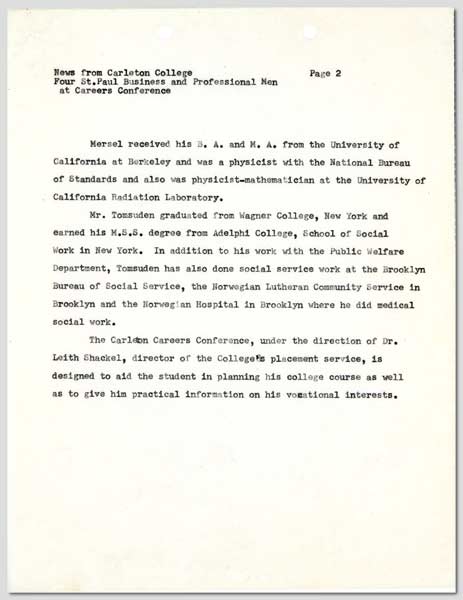 News from Carleton College Page 2
Four St.Paul Business and Professional Men
at Careers Conference
Mersel received his B. A. and M. A. from the University of
California at Berkeley and was a physicist with the National Bureau
of Standards and also was physicist-mathematician at the University of
California Radiation Laboratory.
Mr. Tomsuden graduated from Wagner College, New York and
earned his M.S.S. degree from Adelphi College, School of Social
Work in New York. In addition to his work with the Public Welfare
Department, Tomsuden has also done social service work at the Brooklyn
Bureau of Social Service, the Norwegian Lutheran Community Service in
Brooklyn and the Norwegian Hospital in Brooklyn where he did medical
social work.
The Carleton Careers Conference, under the direction of Dr.
Leith Shackel, director of the College's placement service, is
designed to aid the student in planning his college course as well
as to give him practical information on his vocational interests.